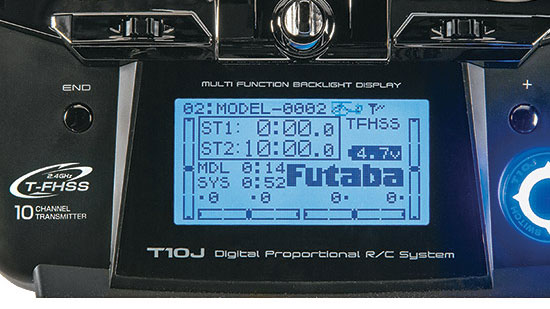 MULTI FUNCTION BACKLIGHT DISPLAY
END
+
02:MODEL-0002
ST1: 0:00.0 TFHSS
ST2:10:00.0
4.7V
MDL 0:14
SYS 0:52 Futaba
0 0 0 0
2.4GHz
T-FHSS
10 CHANNEL
TRANSMITTER
T10J Digital Proportional R/C System
SWITCH T10J